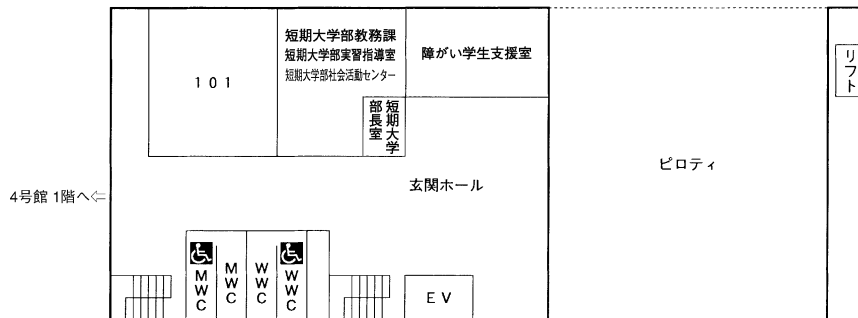 短期大学部教務課
短期大学部実習指導室
短期大学部社会活動センター
障がい学生支援室
リフト
101
短期大学
部長室
ピロティ
玄関ホール
4号館 1階へ⇦
MWC
MWC
WWC
WWC
EV